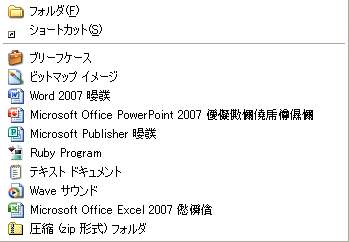 フォルダ(F)
ショートカット(S)
ブリーフケース
ビットマップ イメージ
Word 2007
Microsoft Office PowerPoint 2007
Microsoft Publisher
Ruby Program
テキスト ドキュメント
Wave サウンド
Microsoft Office Excel 2007
圧縮 (zip 形式) フォルダ